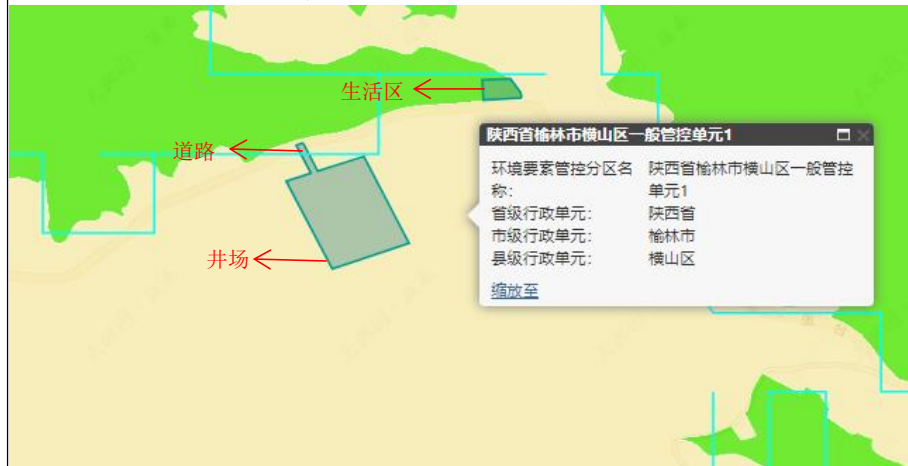 生活区
道路
井场
陕西省榆林市横山区一般管控单元1
环境要素管控分区名称: 陕西省榆林市横山区一般管控单元1
省级行政单元: 陕西省
市级行政单元: 榆林市
县级行政单元: 横山区
缩放至